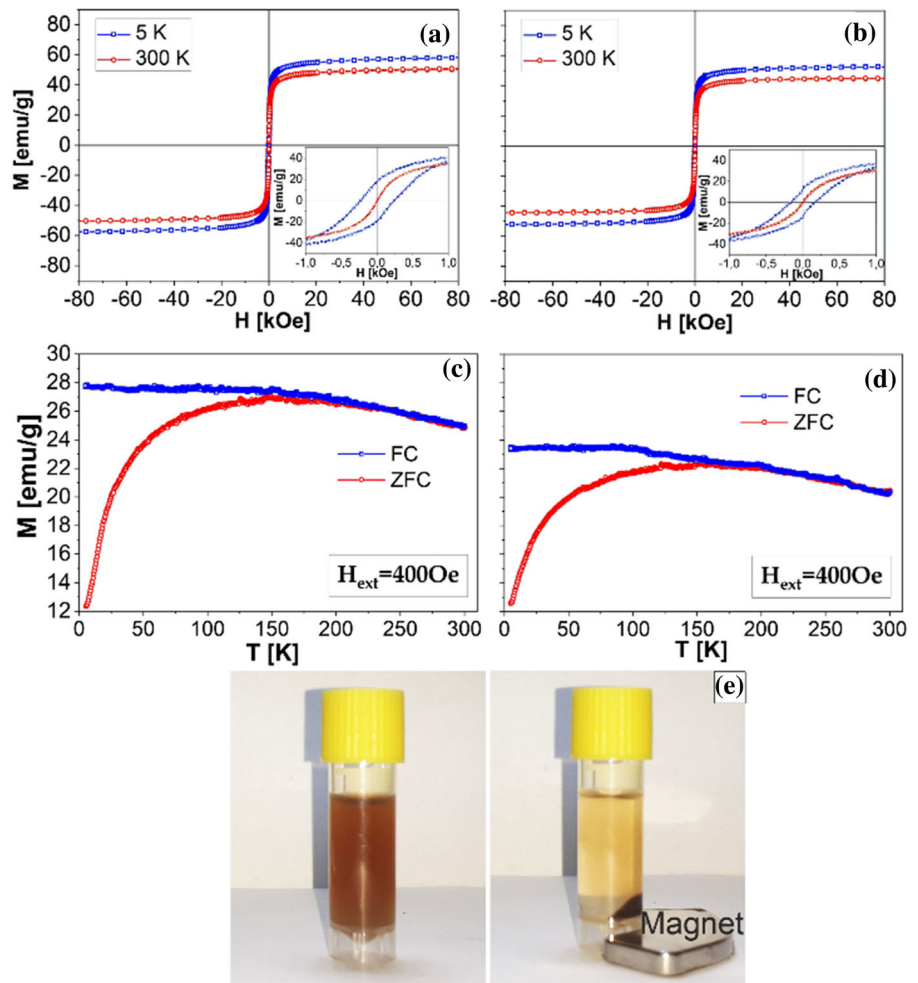 (a)
5 K
300 K
M [emu/g]
80
60
40
20
0
-20
-40
-60
-80
-80 -60 -40 -20 0 20 40 60 80
H [kOe]
M [emu/g]
40
20
0
-20
-40
-1,0 -0,5 0,0 0,5 1,0
H [kOe]
(b)
5 K
300 K
-80 -60 -40 -20 0 20 40 60 80
H [kOe]
M [emu/g]
40
20
0
-20
-40
-1,0 -0,5 0,0 0,5 1,0
H [kOe]
(c)
FC
ZFC
Hext=400Oe
M [emu/g]
30
28
26
24
22
20
18
16
14
12
0 50 100 150 200 250 300
T [K]
(d)
FC
ZFC
Hext=400Oe
0 50 100 150 200 250 300
T [K]
(e)
Magnet